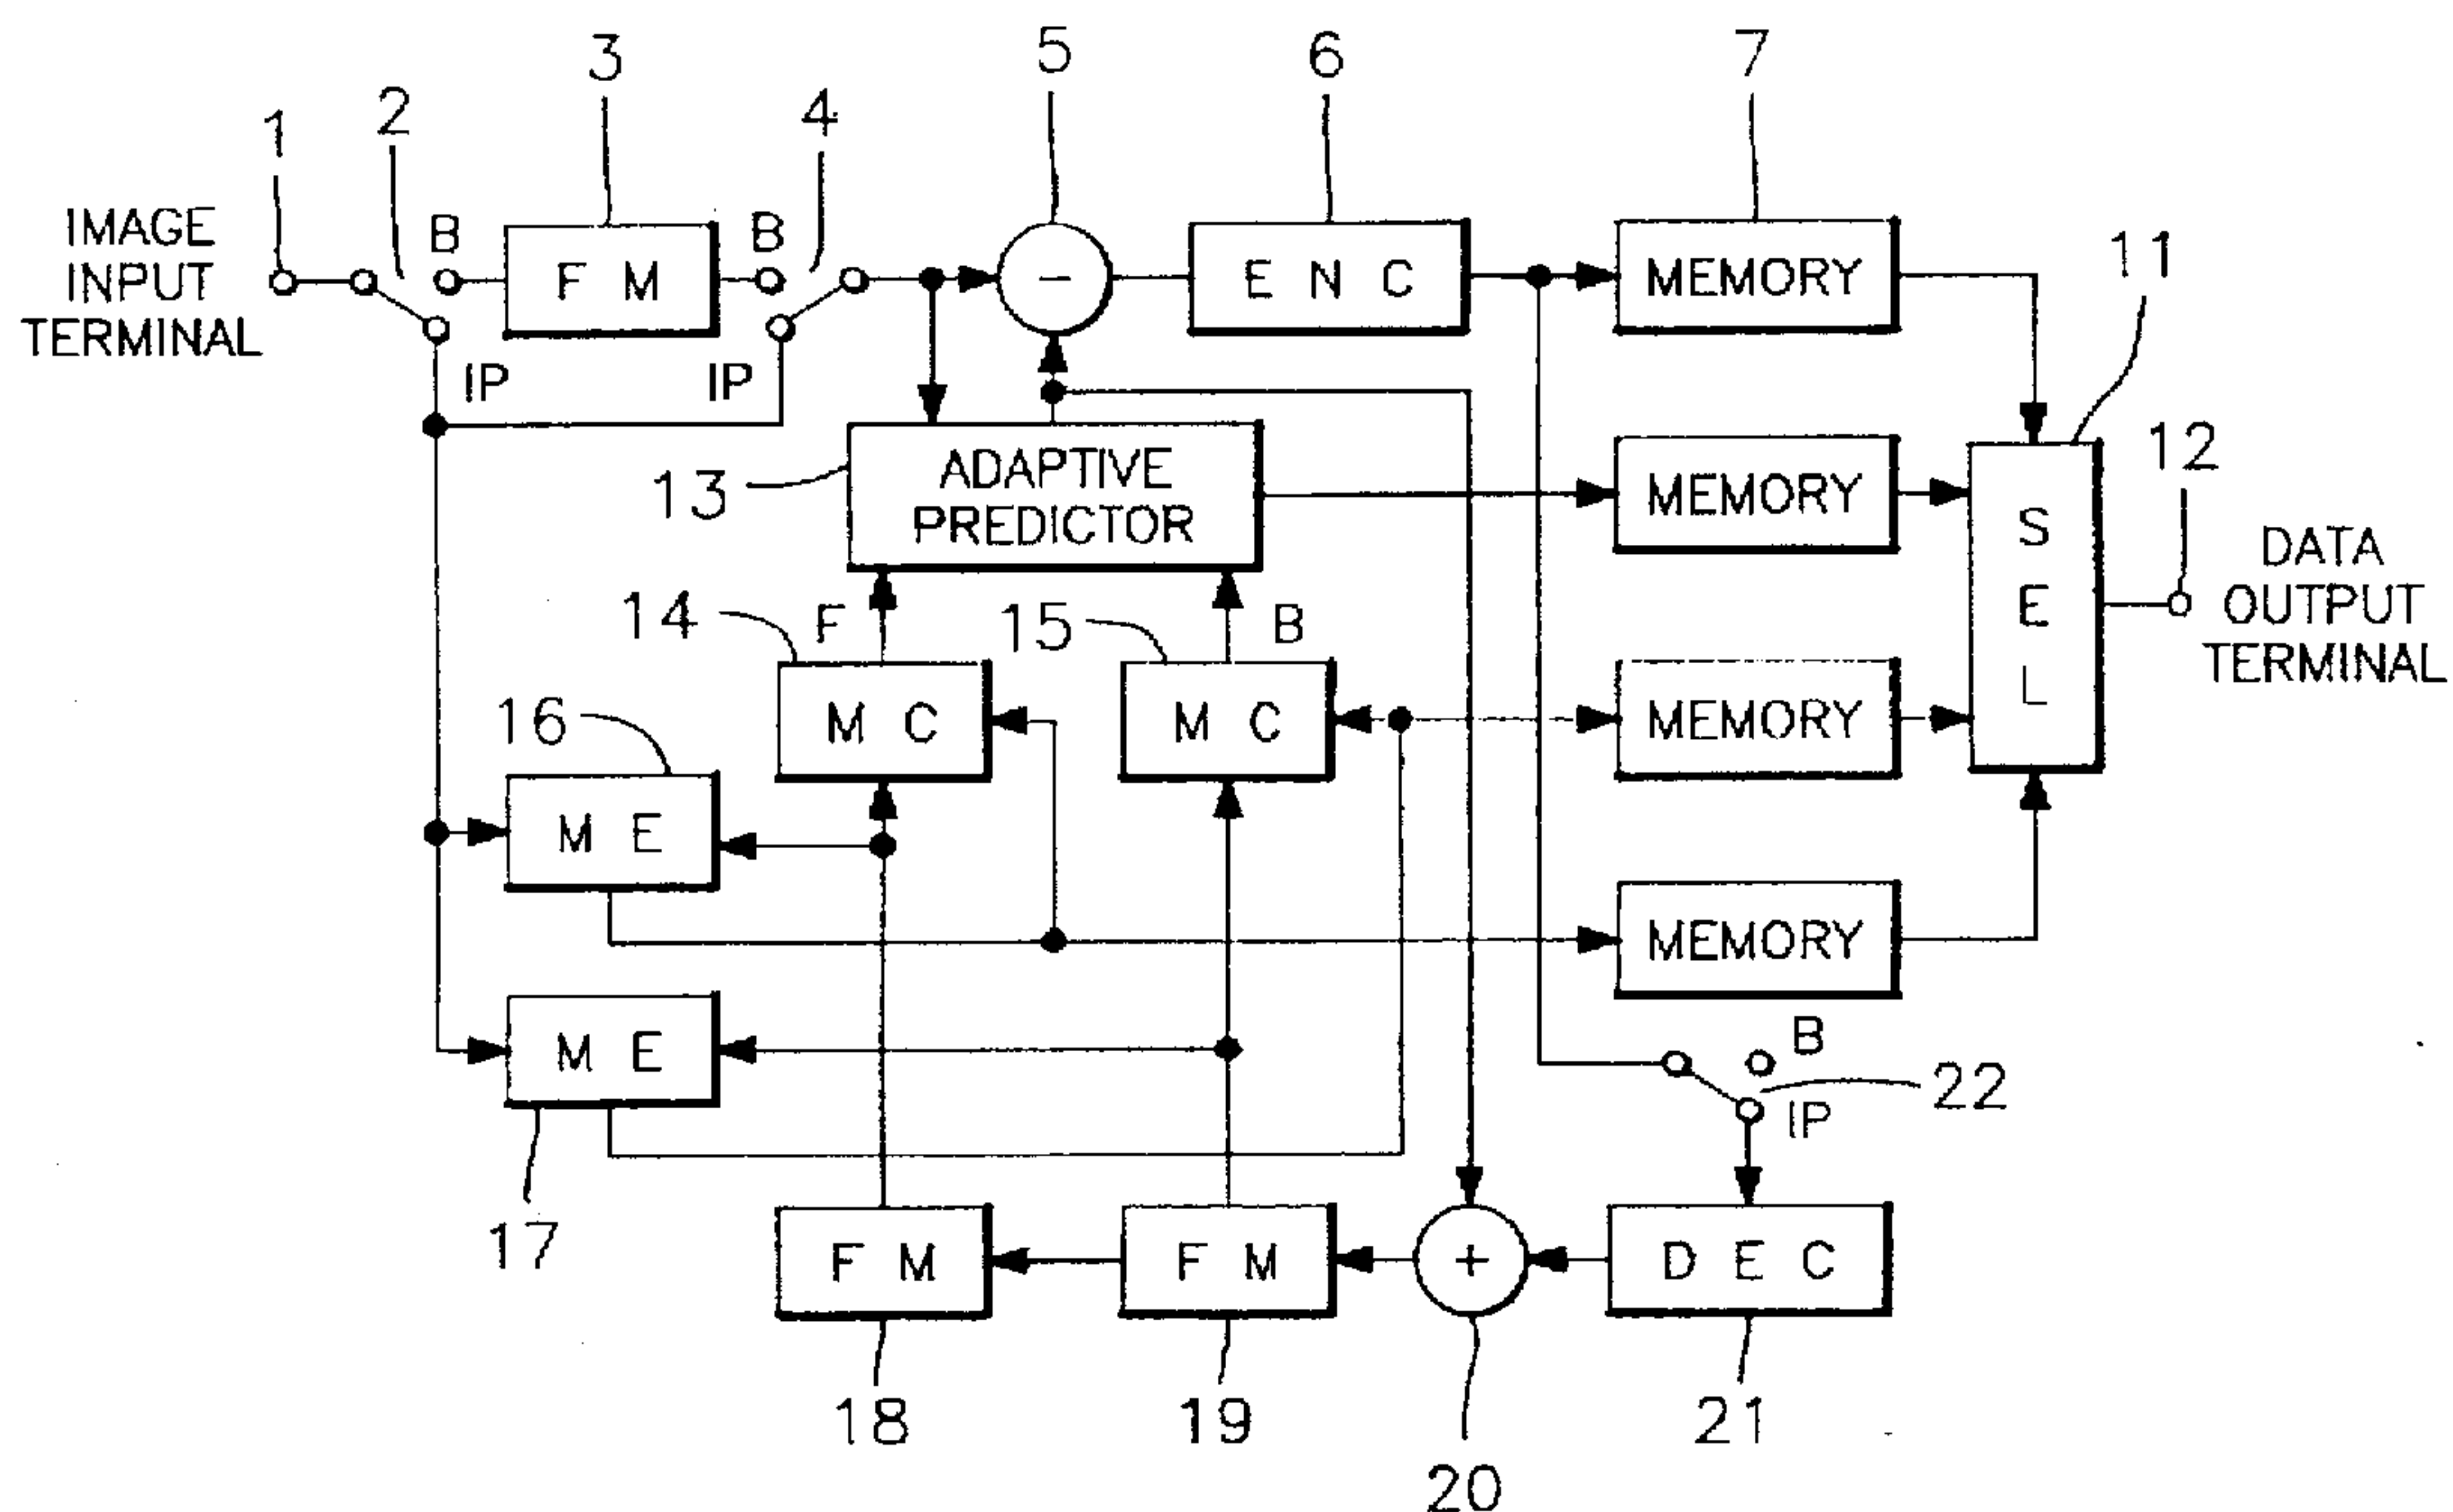 1
2
3
4
5
6
7
IMAGE
INPUT
TERMINAL
B
F M
B
-
E N C
MEMORY
11
IP
IP
13
ADAPTIVE
PREDICTOR
MEMORY
12
S
E
L
DATA
OUTPUT
TERMINAL
14
F
15
B
16
M C
M C
MEMORY
M E
MEMORY
M E
B
22
IP
17
F M
F M
+
D E C
18
19
20
21